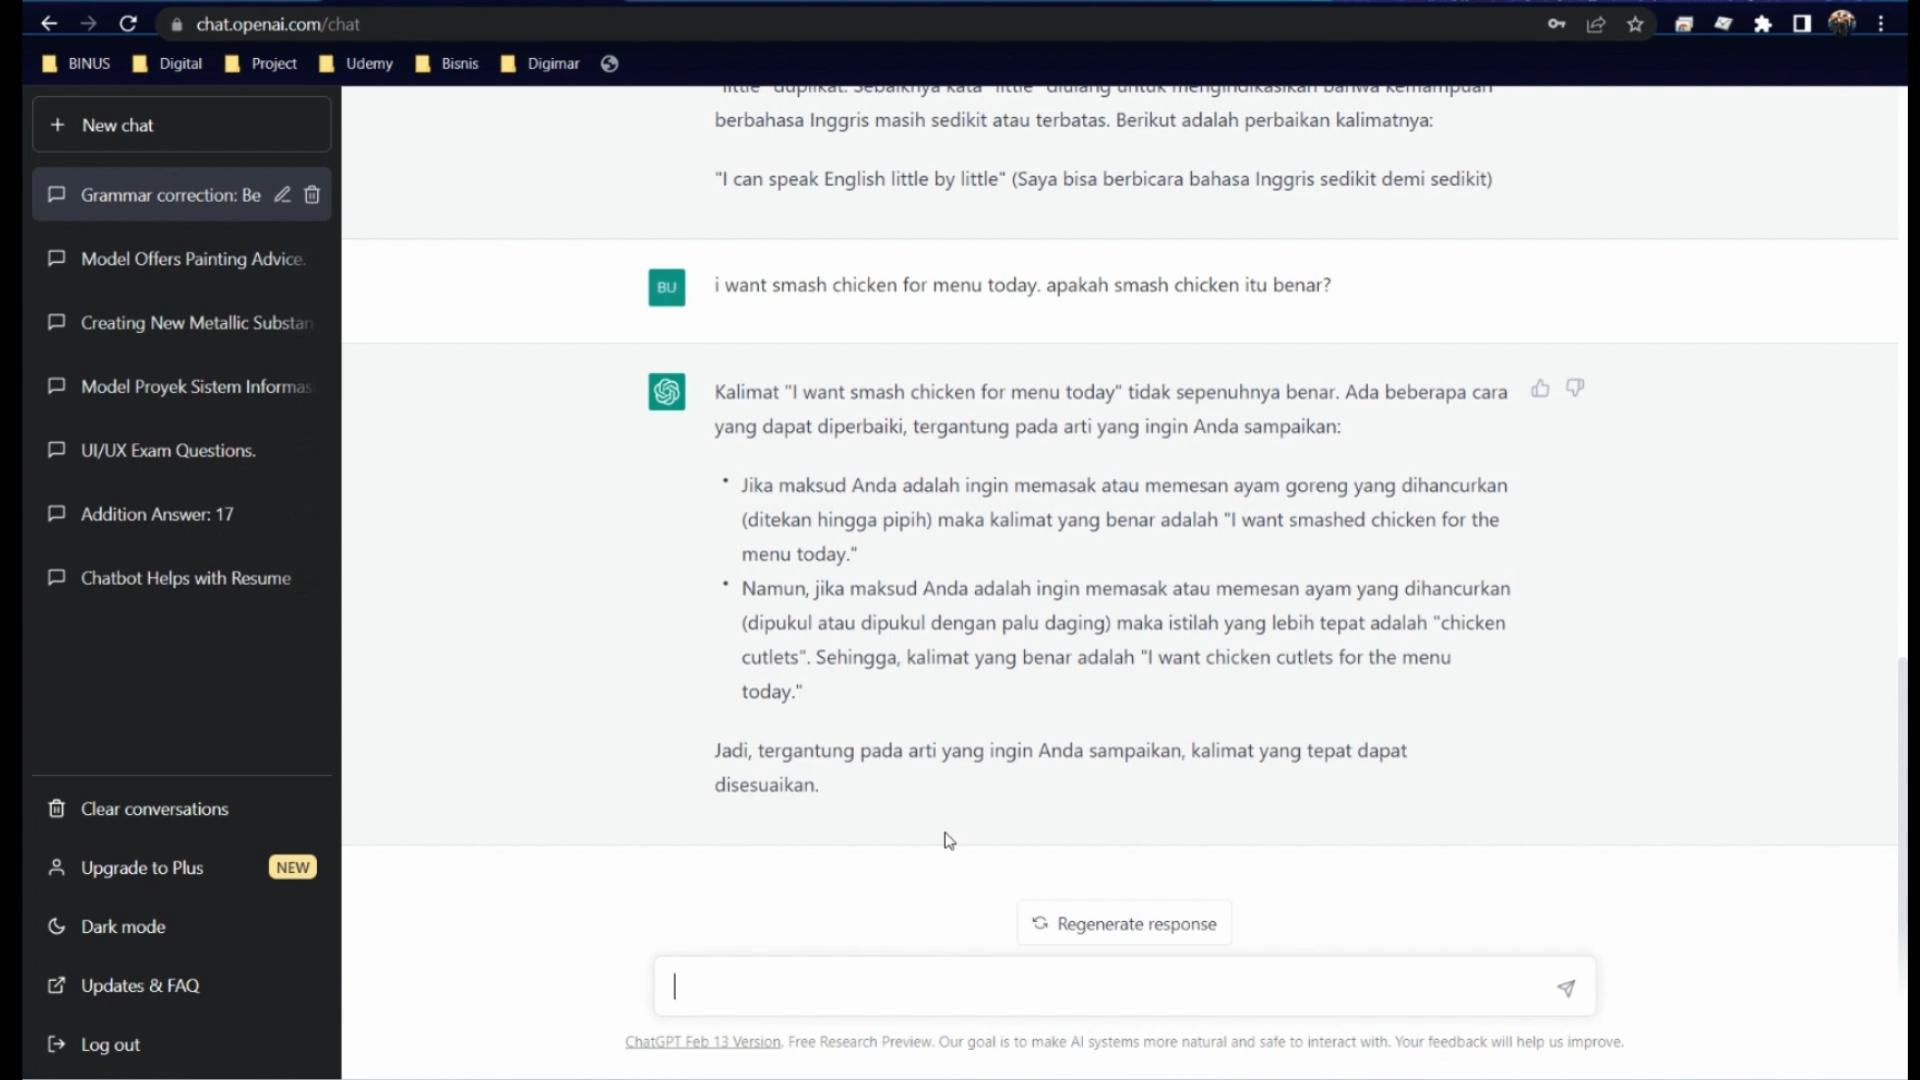 chat.openai.com/chat
BINUS
Digital
Project
Udemy
Bisnis
Digimar
New chat
Grammar correction: Be
Model Offers Painting Advice.
Creating New Metallic Substan
Model Proyek Sistem Informas
UI/UX Exam Questions.
Addition Answer: 17
Chatbot Helps with Resume
Clear conversations
Upgrade to Plus
NEW
Dark mode
Updates & FAQ
Log out
"little" duplikat. Sebaiknya kata "little" diulang untuk mengindikasikan bahwa kemampuan
berbahasa Inggris masih sedikit atau terbatas. Berikut adalah perbaikan kalimatnya:
"I can speak English little by little" (Saya bisa berbicara bahasa Inggris sedikit demi sedikit)
BU
i want smash chicken for menu today. apakah smash chicken itu benar?
Kalimat "I want smash chicken for menu today" tidak sepenuhnya benar. Ada beberapa cara
yang dapat diperbaiki, tergantung pada arti yang ingin Anda sampaikan:
• Jika maksud Anda adalah ingin memasak atau memesan ayam goreng yang dihancurkan
(ditekan hingga pipih) maka kalimat yang benar adalah "I want smashed chicken for the
menu today."
• Namun, jika maksud Anda adalah ingin memasak atau memesan ayam yang dihancurkan
(dipukul atau dipukul dengan palu daging) maka istilah yang lebih tepat adalah "chicken
cutlets". Sehingga, kalimat yang benar adalah "I want chicken cutlets for the menu
today."
Jadi, tergantung pada arti yang ingin Anda sampaikan, kalimat yang tepat dapat
disesuaikan.
Regenerate response
ChatGPT Feb 13 Version. Free Research Preview. Our goal is to make AI systems more natural and safe to interact with. Your feedback will help us improve.